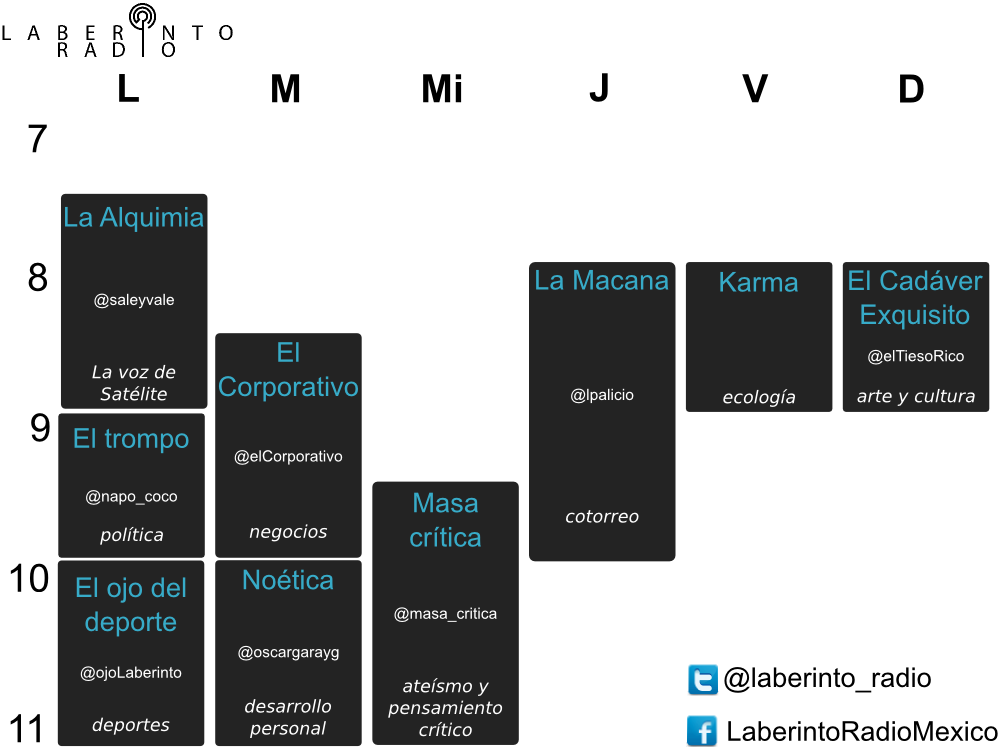 LABERINTO
RADIO
L M Mi J V D
7
La Alquimia
@saleyvale
La voz de
Satélite
8
El trompo
@napo_coco
política
9
El ojo del
deporte
@ojoLaberinto
deportes
10
11
El
Corporativo
@elCorporativo
negocios
Noética
@oscargarayg
desarrollo
personal
Masa
crítica
@masa_critica
ateísmo y
pensamiento
crítico
La Macana
@lpalicio
cotorreo
Karma
ecología
El Cadáver
Exquisito
@elTiesoRico
arte y cultura
@laberinto_radio
LaberintoRadioMexico